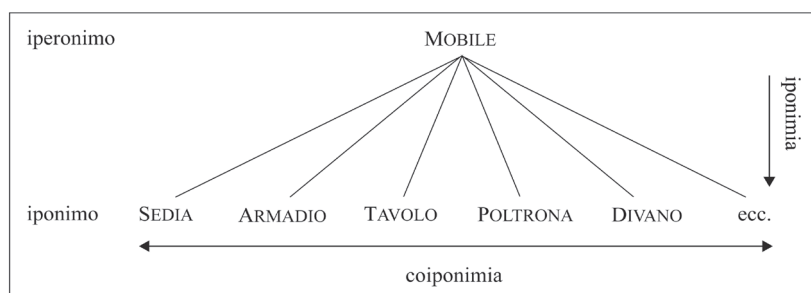 iperonimo MOBILE
iponimia
iponimo SEDIA ARMADIO TAVOLO POLTRONA DIVANO ecc.
coiponimia